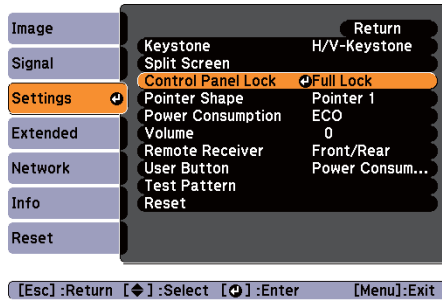 Image
Signal
Settings
Extended
Network
Info
Reset
Return
Keystone H/V-Keystone
Split Screen
Control Panel Lock Full Lock
Pointer Shape Pointer 1
Power Consumption ECO
Volume 0
Remote Receiver Front/Rear
User Button Power Consum...
Test Pattern
Reset
[Esc] :Return [◆] :Select [↵] :Enter [Menu]:Exit